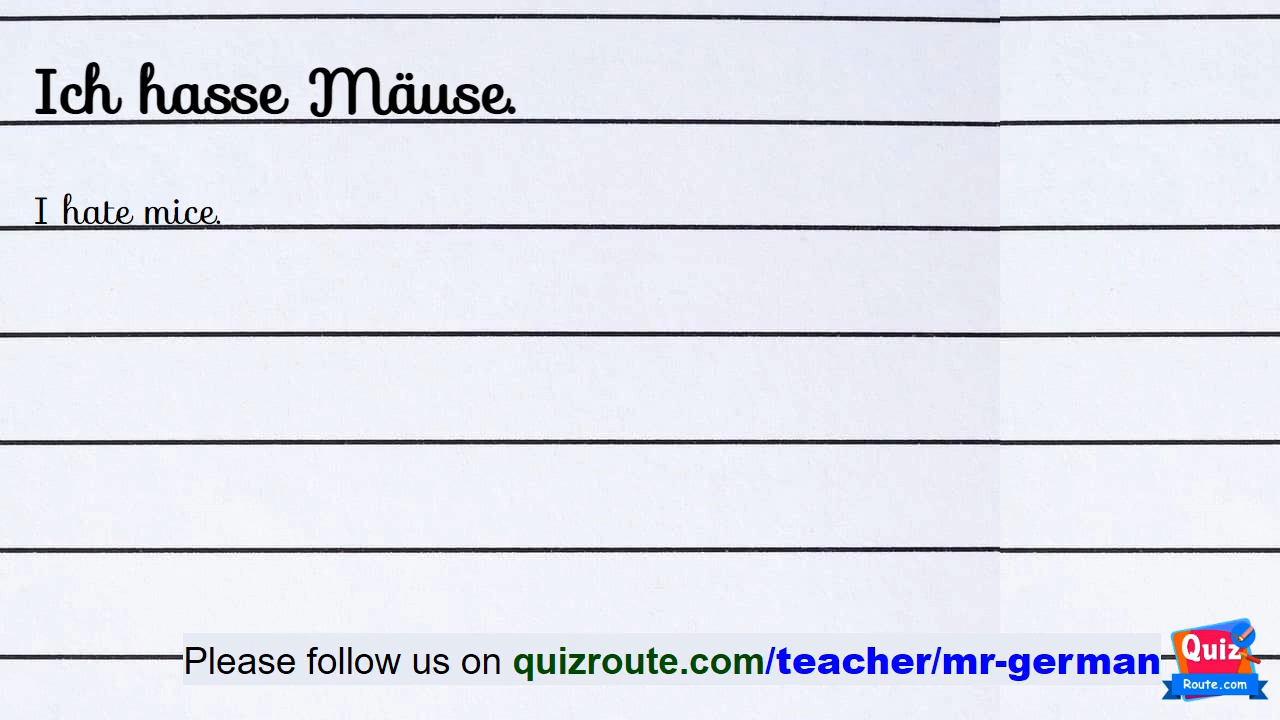 Ich hasse Mäuse.
I hate mice.
Please follow us on quizroute.com/teacher/mr-german
Quiz
Route.com